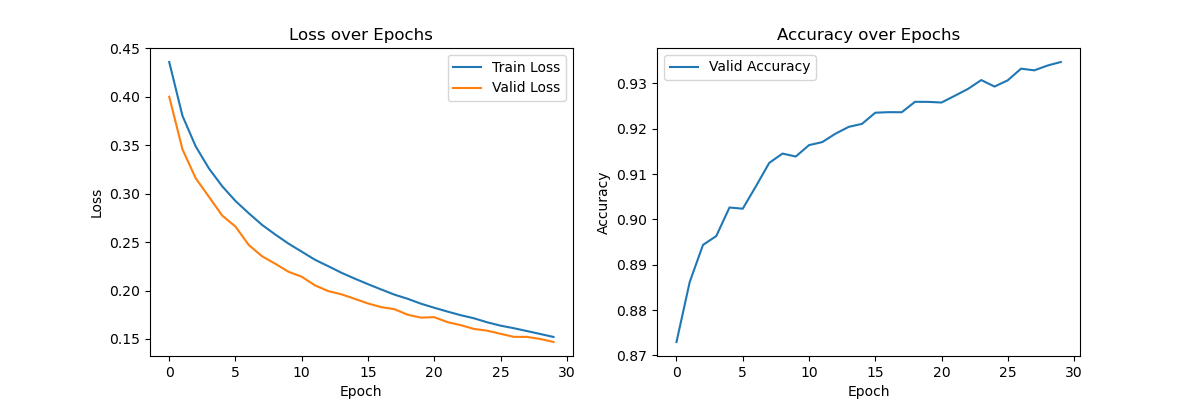 Loss over Epochs
0.45
0.40
0.35
0.30
0.25
0.20
0.15
Loss
0 5 10 15 20 25 30
Epoch
Train Loss
Valid Loss
Accuracy over Epochs
0.93
0.92
0.91
0.90
0.89
0.88
0.87
Accuracy
0 5 10 15 20 25 30
Epoch
Valid Accuracy